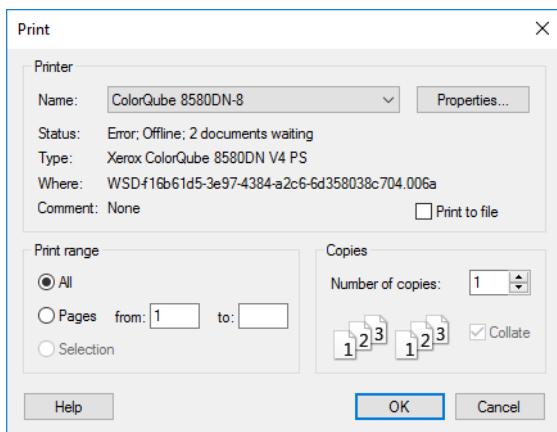 Print
Printer
Name: ColorQube 8580DN-8 Properties...
Status: Error; Offline; 2 documents waiting
Type: Xerox ColorQube 8580DN V4 PS
Where: WSD-f16b61d5-3e97-4384-a2c6-6d358038c704.006a
Comment: None Print to file
Print range
All
Pages from: 1 to:
Selection
Copies
Number of copies: 1
1 2 3 1 2 3 Collate
Help OK Cancel